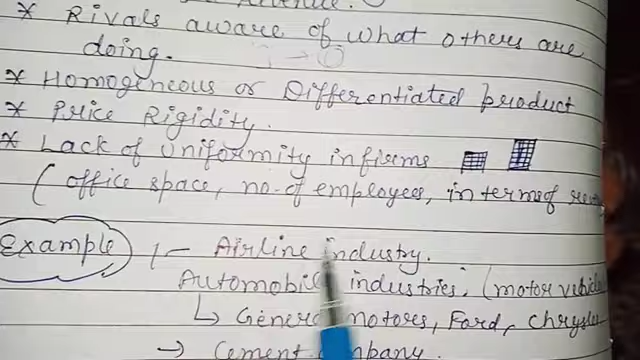 * Rivals aware of what others are
doing.
* Homogeneous or Differentiated product
* Price Rigidity.
* Lack of Uniformity in firms
( office space, no. of employees, in terms of
Example :- Airline industry.
Automobile industries. (motor vehicle
↳ General motors, Ford, Chrysler
→ Cement Company.